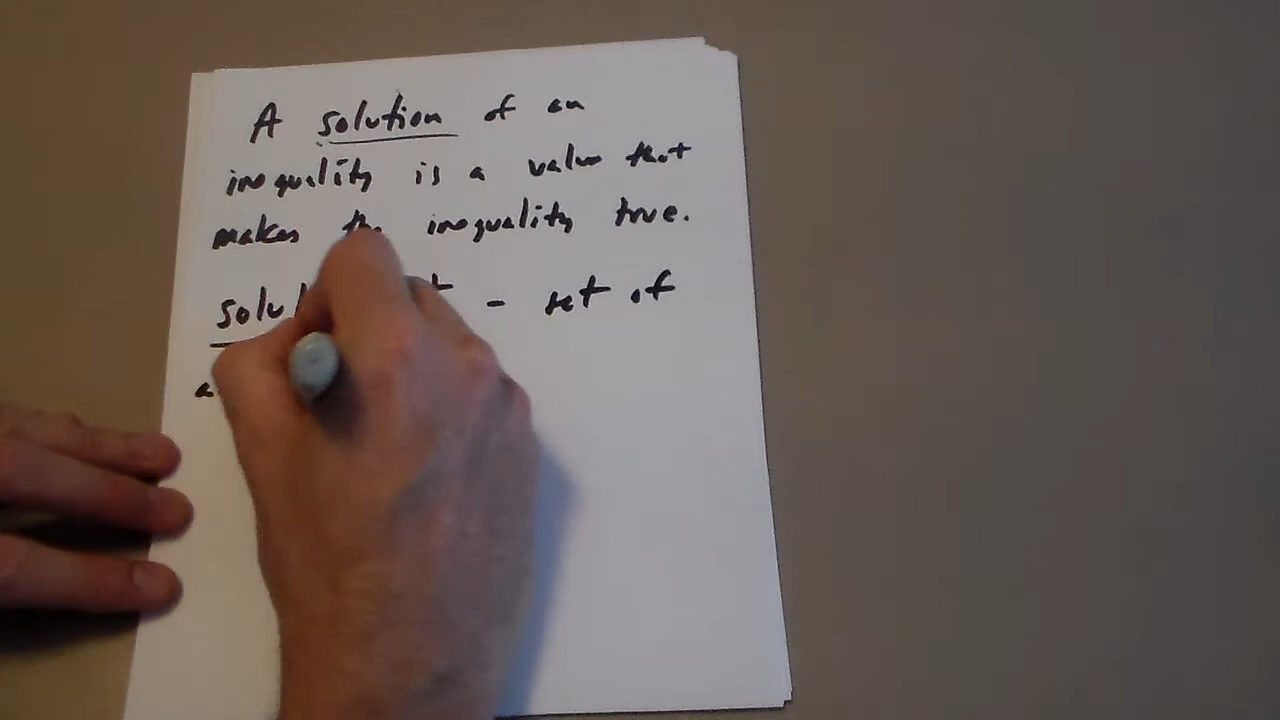 A solution of an
inequality is a value that
makes the inequality true.
- set of